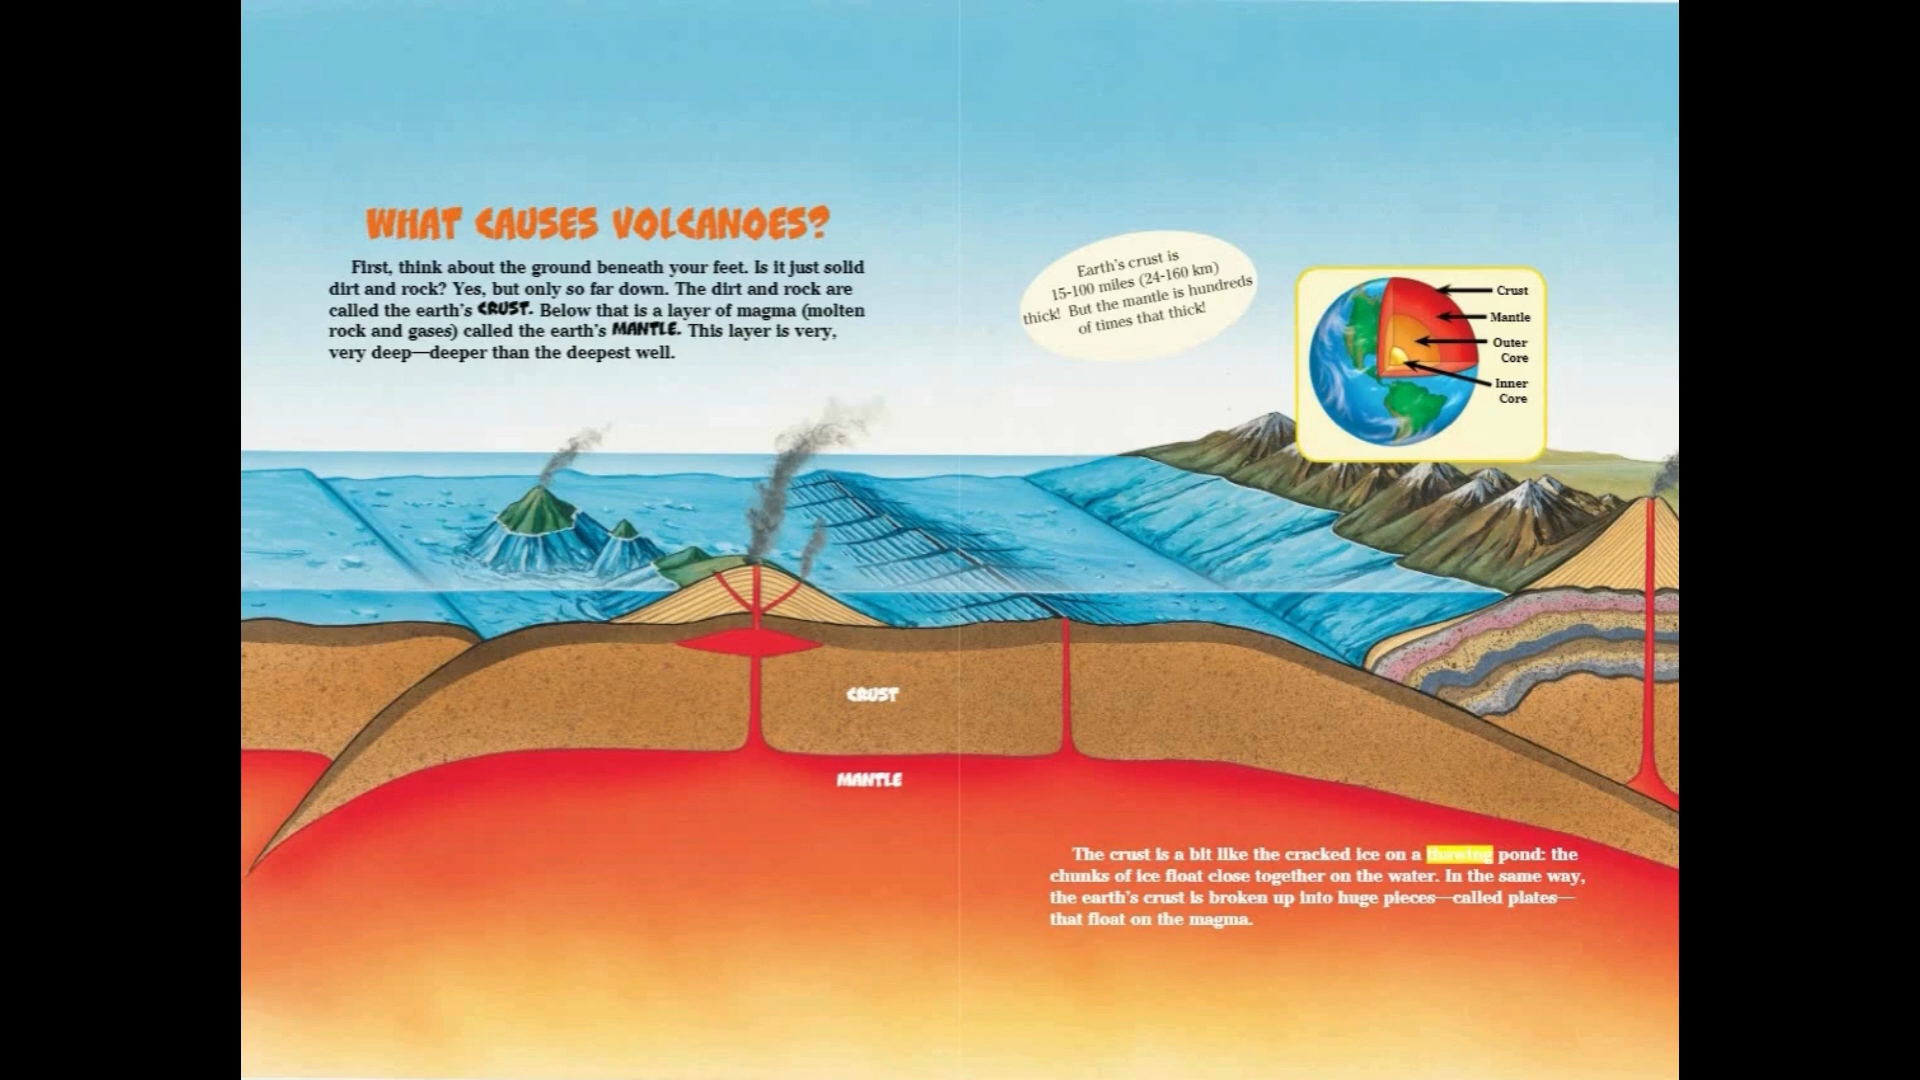 WHAT CAUSES VOLCANOES?
First, think about the ground beneath your feet. Is it just solid
dirt and rock? Yes, but only so far down. The dirt and rock are
called the earth's CRUST. Below that is a layer of magma (molten
rock and gases) called the earth's MANTLE. This layer is very,
very deep—deeper than the deepest well.
Earth's crust is
15-100 miles (24-160 km)
thick! But the mantle is hundreds
of times that thick!
Crust
Mantle
Outer
Core
Inner
Core
CRUST
MANTLE
The crust is a bit like the cracked ice on a thawing pond: the
chunks of ice float close together on the water. In the same way,
the earth's crust is broken up into huge pieces—called plates—
that float on the magma.